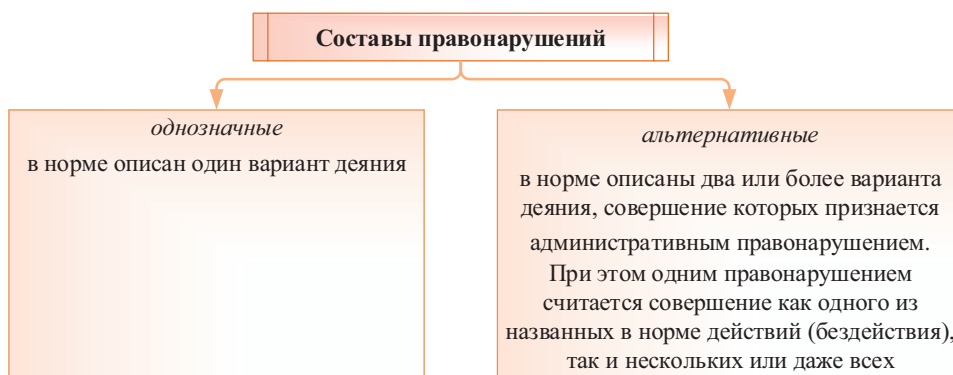 Составы правонарушений
однозначные
в норме описан один вариант деяния
альтернативные
в норме описаны два или более варианта
деяния, совершение которых признается
административным правонарушением.
При этом одним правонарушением
считается совершение как одного из
названных в норме действий (бездействия),
так и нескольких или даже всех